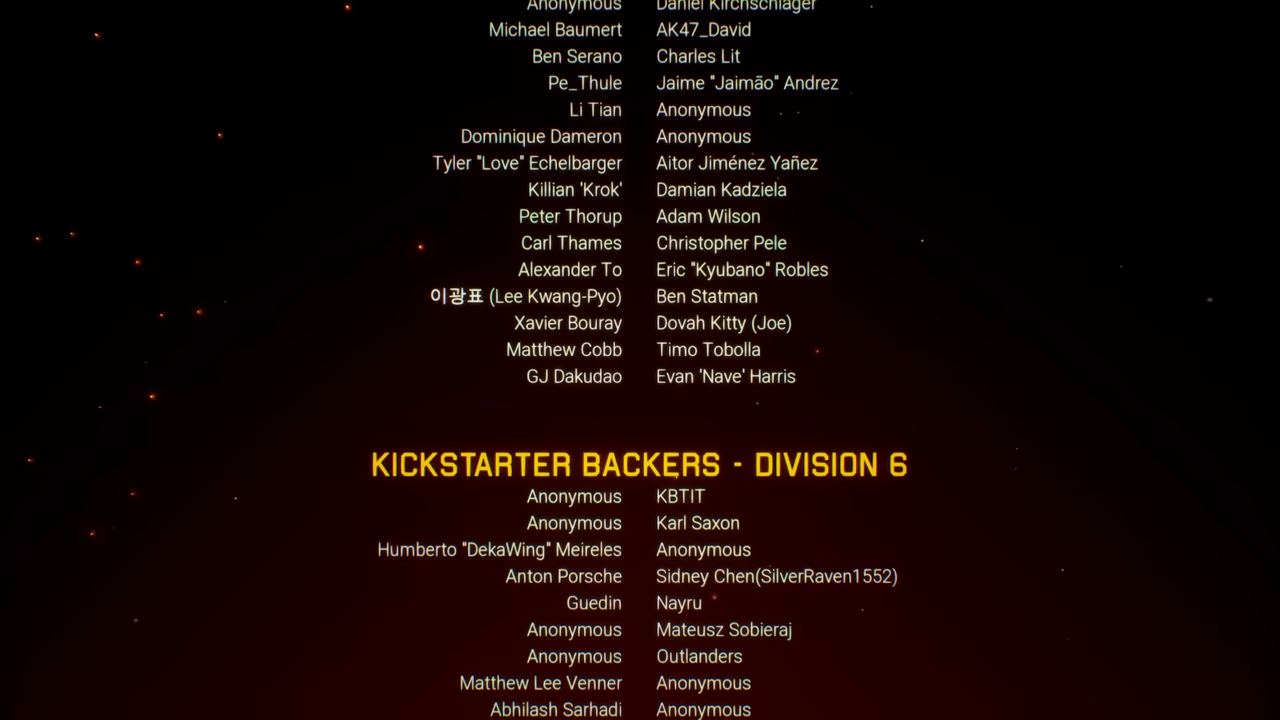 Anonymous Daniel Kirchschlager
Michael Baumert AK47_David
Ben Serano Charles Lit
Pe_Thule Jaime "Jaimão" Andrez
Li Tian Anonymous
Dominique Dameron Anonymous
Tyler "Love" Echelbarger Aitor Jiménez Yañez
Killian 'Krok' Damian Kadziela
Peter Thorup Adam Wilson
Carl Thames Christopher Pele
Alexander To Eric "Kyubano" Robles
이광표 (Lee Kwang-Pyo) Ben Statman
Xavier Bouray Dovah Kitty (Joe)
Matthew Cobb Timo Tobolla
GJ Dakudao Evan 'Nave' Harris
KICKSTARTER BACKERS - DIVISION 6
Anonymous KBTIT
Anonymous Karl Saxon
Humberto "DekaWing" Meireles Anonymous
Anton Porsche Sidney Chen(SilverRaven1552)
Guedin Nayru
Anonymous Mateusz Sobieraj
Anonymous Outlanders
Matthew Lee Venner Anonymous
Abhilash Sarhadi Anonymous